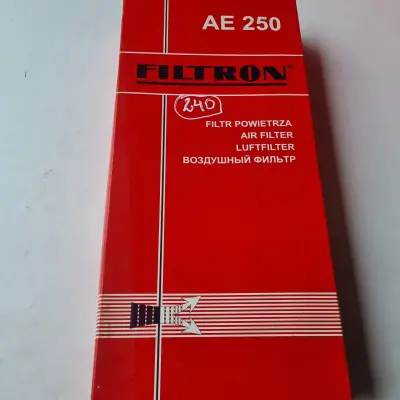 AE 250
FILTRON
240
FILTR POWIETRZA
AIR FILTER
LUFTFILTER
ВОЗДУШНЫЙ ФИЛЬТР